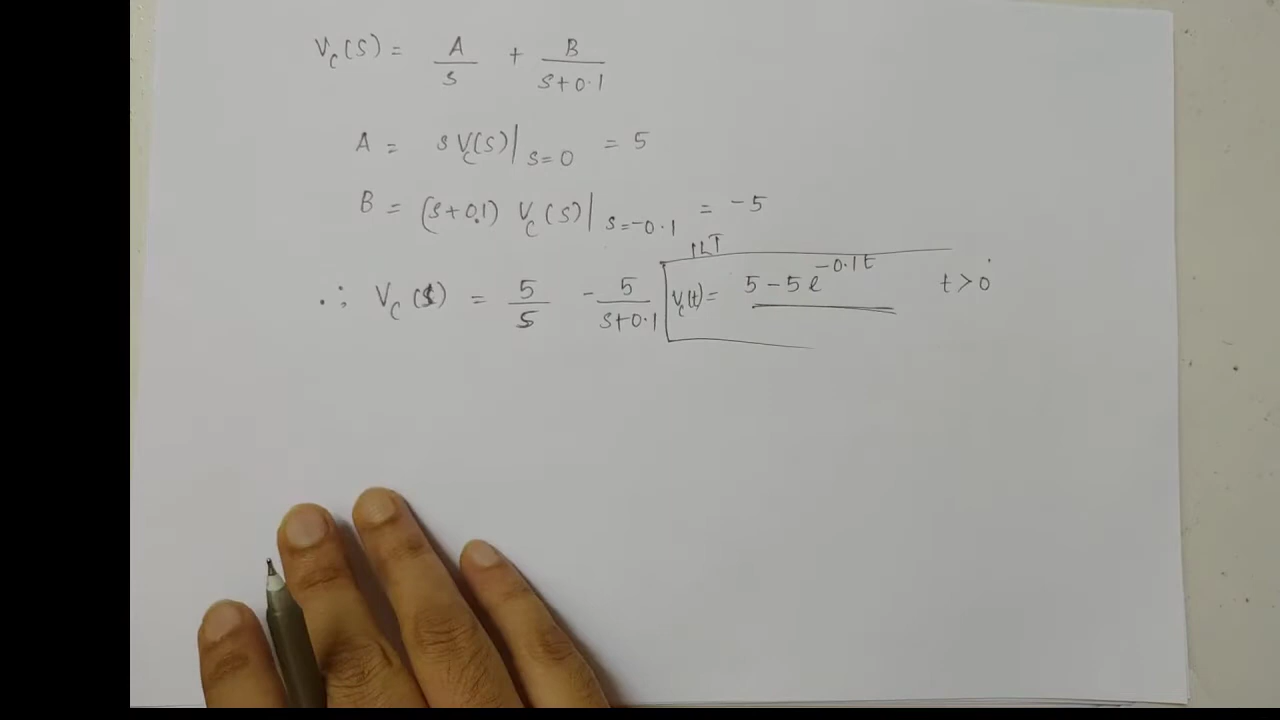 V_C(S) = A/S + B/(S+0.1)
A = S V_C(S)|_{S=0} = 5
B = (S+0.1) V_C(S)|_{S=-0.1} = -5
ILT
∴ V_C(S) = 5/S - 5/(S+0.1) V_C(t) = 5-5e^{-0.1t} t>0